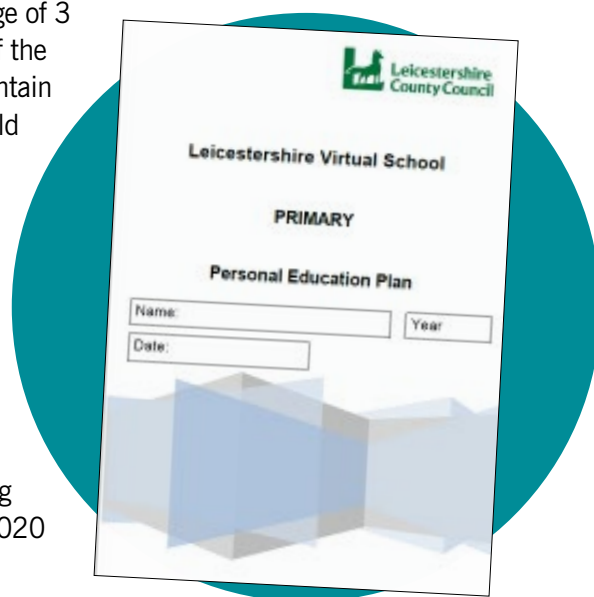 ge of 3
f the
ntain
ld
g
020
Leicestershire
County Council
Leicestershire Virtual School
PRIMARY
Personal Education Plan
Name:
Year
Date: